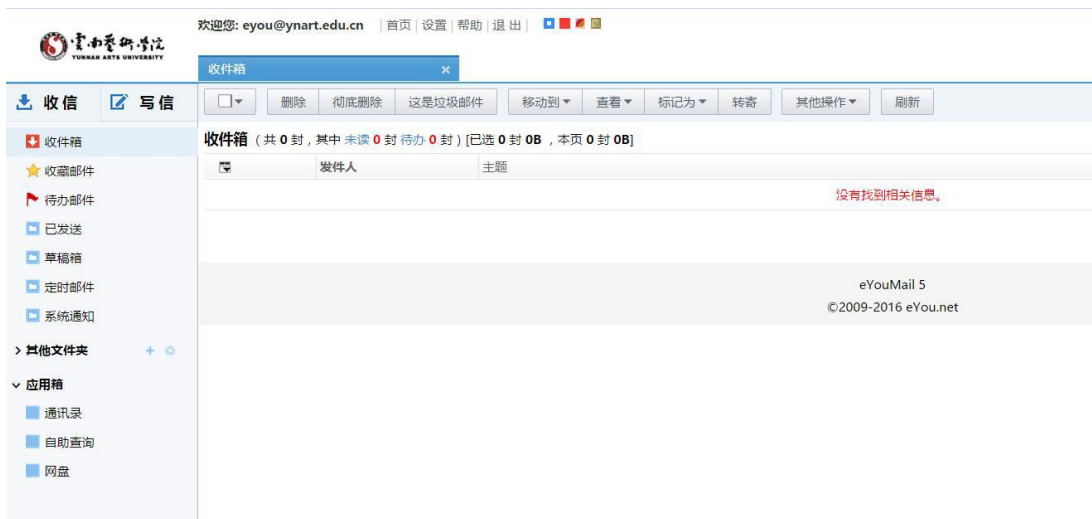 欢迎您: eyou@ynart.edu.cn | 首页 | 设置 | 帮助 | 退 出 |
雲南藝術學院
YUNNAN ARTS UNIVERSITY
收件箱 ×
收信 写信
删除 彻底删除 这是垃圾邮件 移动到 查看 标记为 转寄 其他操作 刷新
收件箱 ( 共 0 封 , 其中 未读 0 封 待办 0 封 ) [已选 0 封 0B , 本页 0 封 0B]
发件人 主题
没有找到相关信息。
收件箱
收藏邮件
待办邮件
已发送
草稿箱
定时邮件
系统通知
其他文件夹 +
应用箱
通讯录
自助查询
网盘
eYouMail 5
©2009-2016 eYou.net